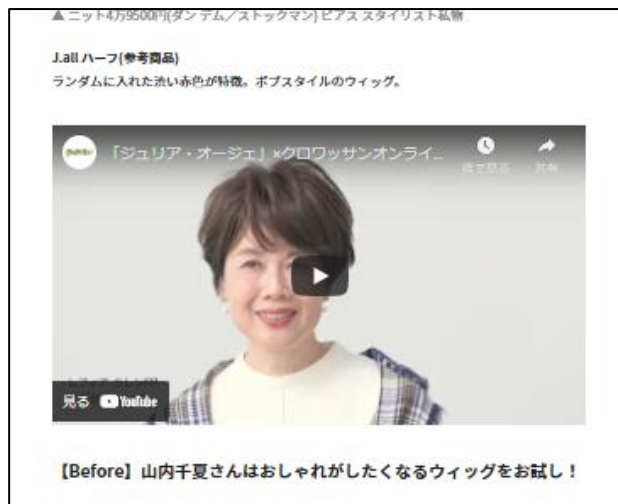 ▲ニット4万9500円(ダンデム／ストックマン) ピアス スタイリスト私物
J.all ハーフ(参考商品)
ランダムに入れた渋い赤色が特徴。ボブスタイルのウィッグ。
「ジュリア・オージェ」×クロワッサンオンライ...
後で見る 共有
見る YouTube
【Before】山内千夏さんはおしゃれがしたくなるウィッグをお試し！